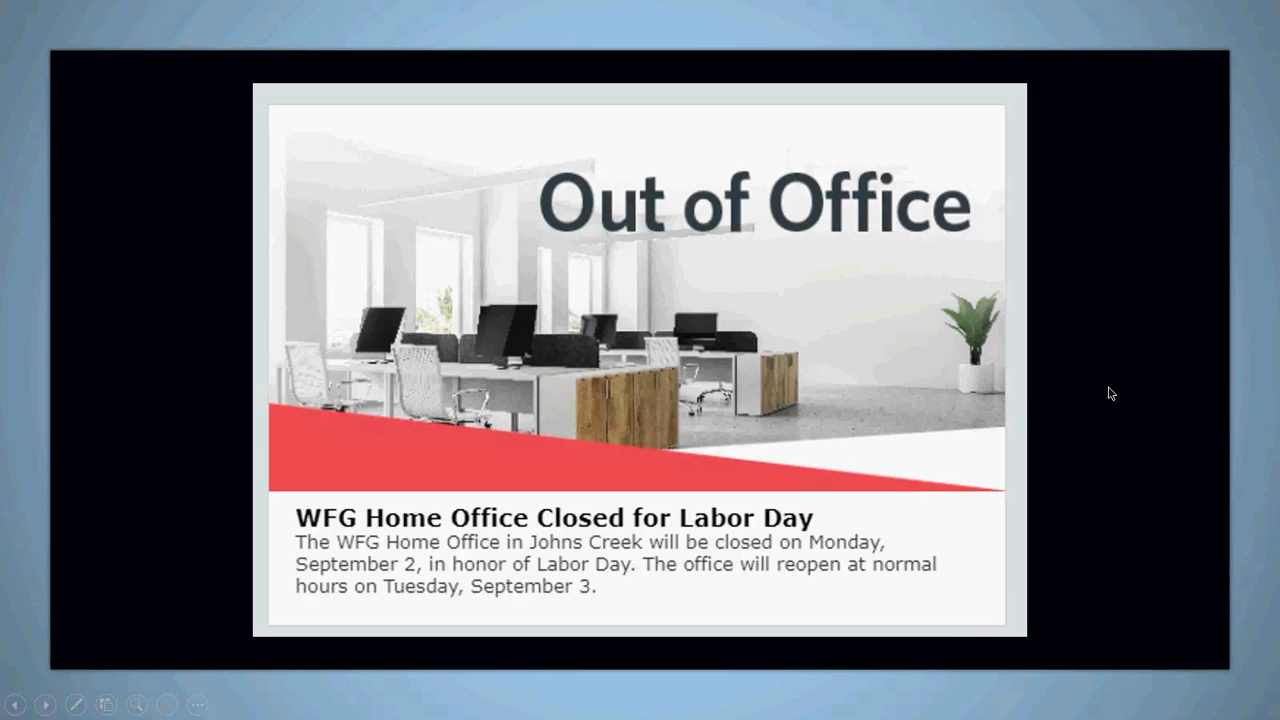 Out of Office
WFG Home Office Closed for Labor Day
The WFG Home Office in Johns Creek will be closed on Monday,
September 2, in honor of Labor Day. The office will reopen at normal
hours on Tuesday, September 3.